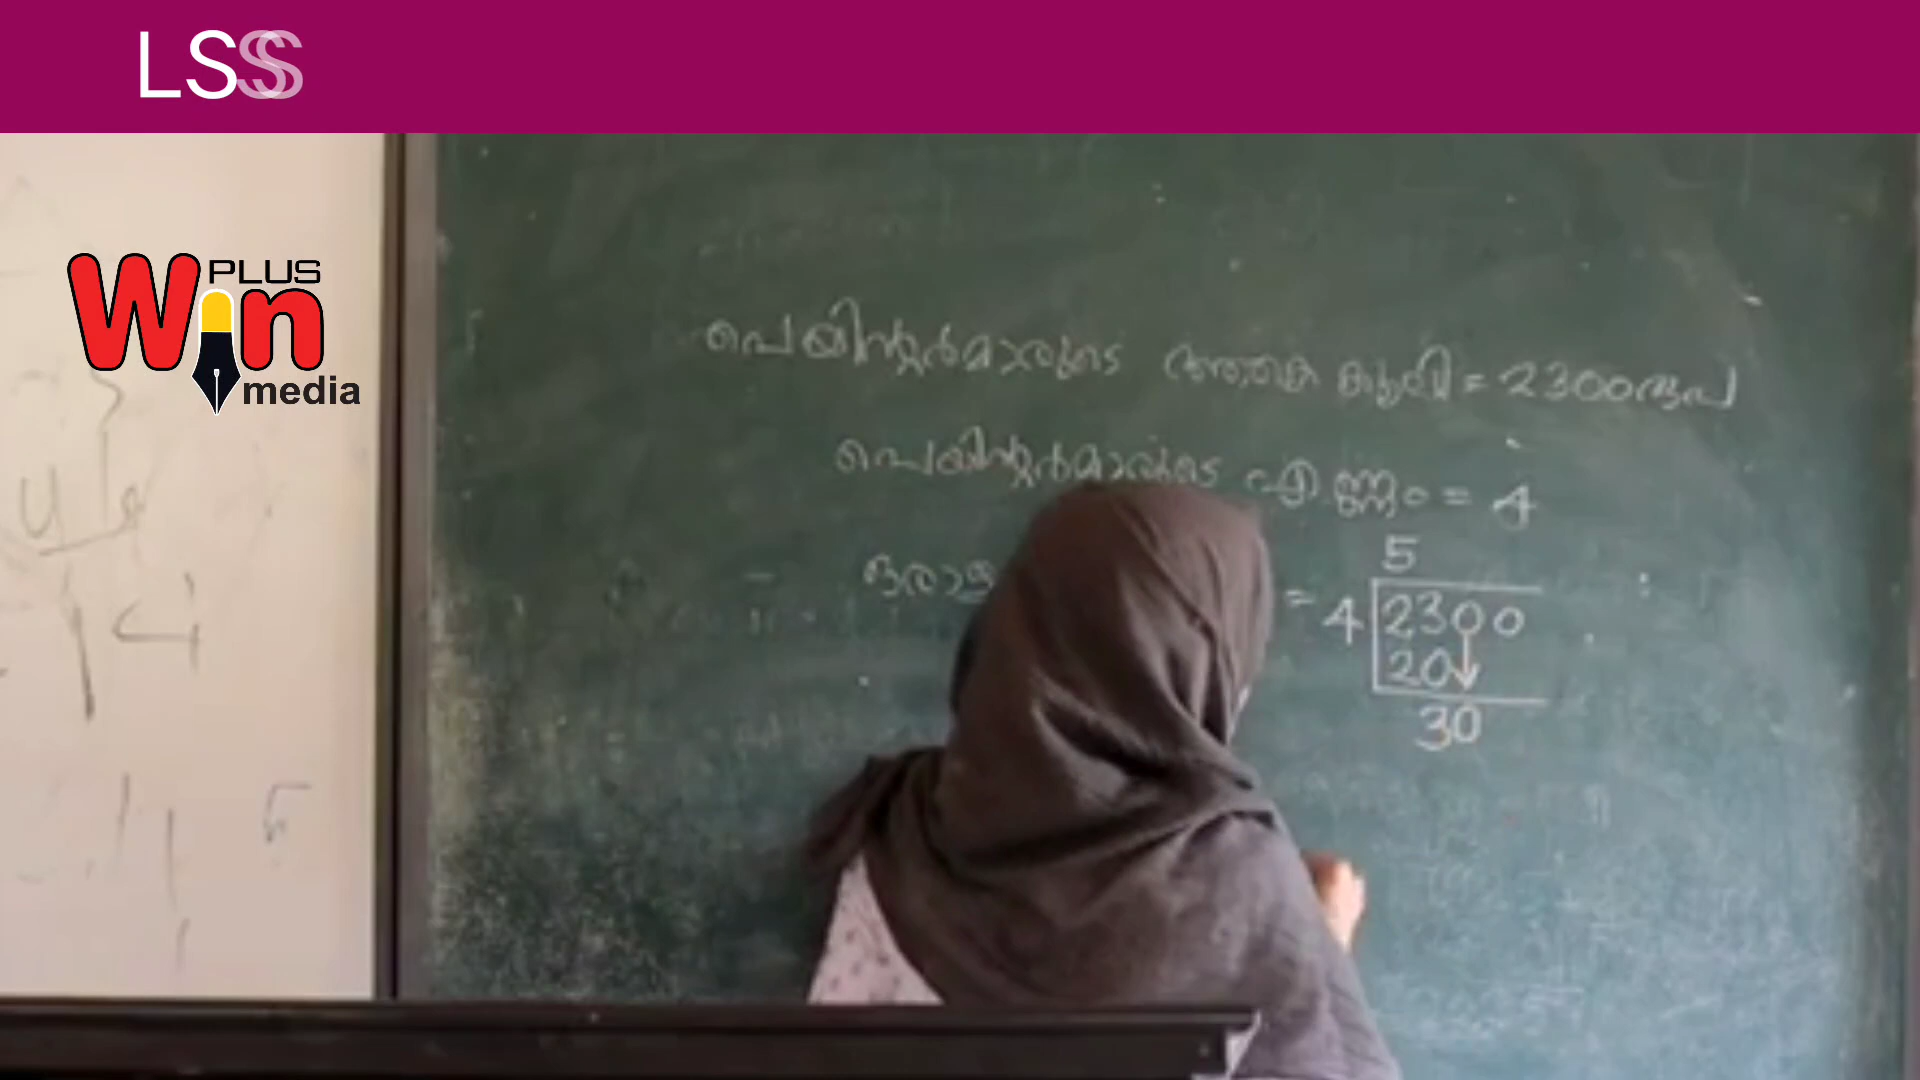 LSS
PLUS
Win
media
പെയിന്റർമാരുടെ ആകെ കൂലി = 2300രൂപ
പെയിന്റർമാരുടെ എണ്ണം = 4
5
= 4 2300
20
30